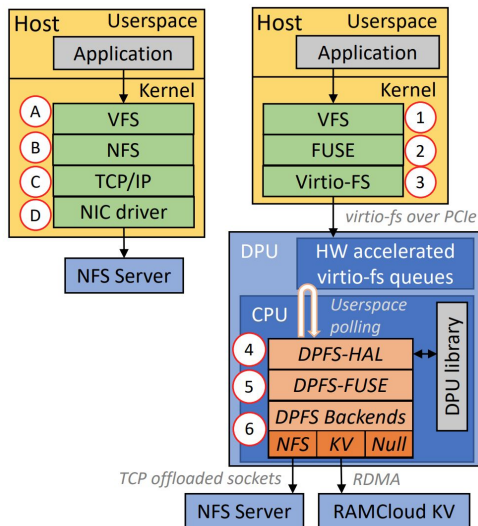 Host
Userspace
Application
Kernel
A
VFS
B
NFS
C
TCP/IP
D
NIC driver
NFS Server
Host
Userspace
Application
Kernel
VFS
1
FUSE
2
Virtio-FS
3
virtio-fs over PCIe
DPU
HW accelerated
virtio-fs queues
CPU
Userspace
polling
4
DPFS-HAL
5
DPFS-FUSE
6
DPFS Backends
NFS
KV
Null
DPU library
TCP offloaded sockets
RDMA
NFS Server
RAMCloud KV